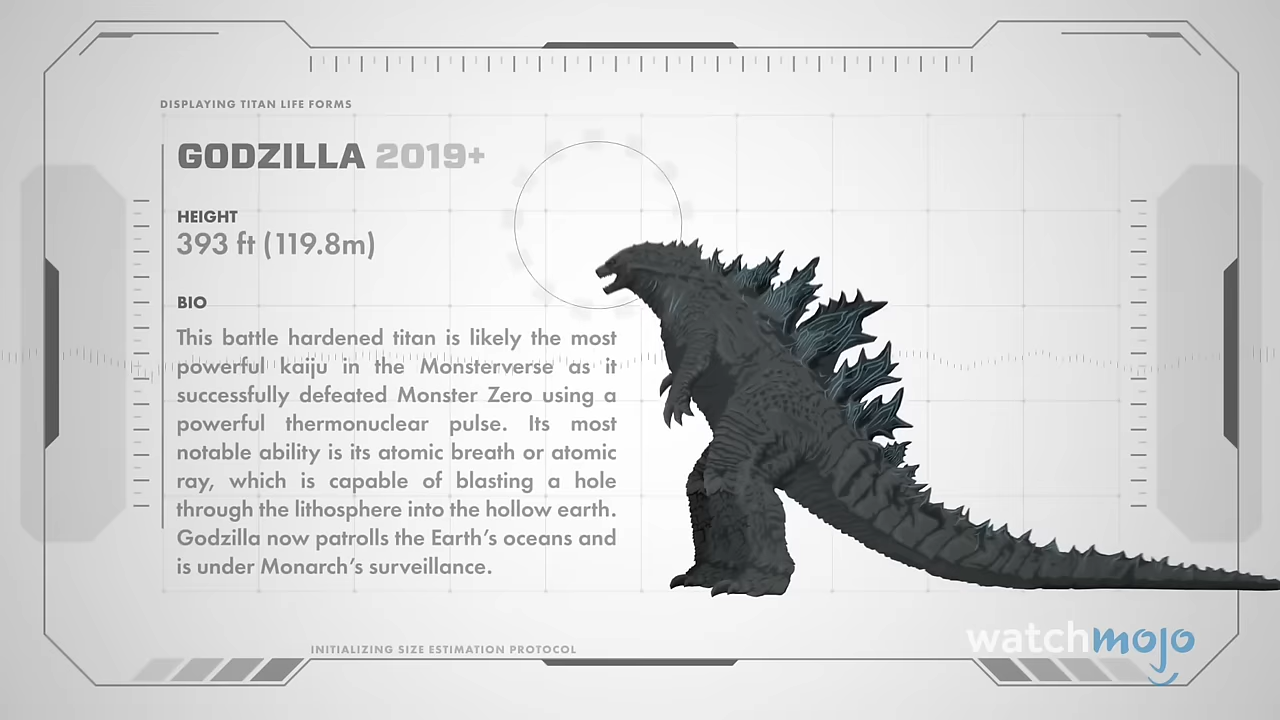 DISPLAYING TITAN LIFE FORMS
GODZILLA 2019+
HEIGHT
393 ft (119.8m)
BIO
This battle hardened titan is likely the most
powerful kaiju in the Monsterverse as it
successfully defeated Monster Zero using a
powerful thermonuclear pulse. Its most
notable ability is its atomic breath or atomic
ray, which is capable of blasting a hole
through the lithosphere into the hollow earth.
Godzilla now patrolls the Earth's oceans and
is under Monarch's surveillance.
INITIALIZING SIZE ESTIMATION PROTOCOL
watchmojo